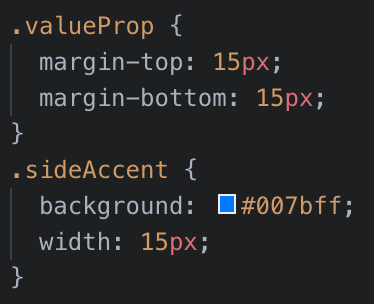 .valueProp {
  margin-top: 15px;
  margin-bottom: 15px;
}
.sideAccent {
  background: #007bff;
  width: 15px;
}